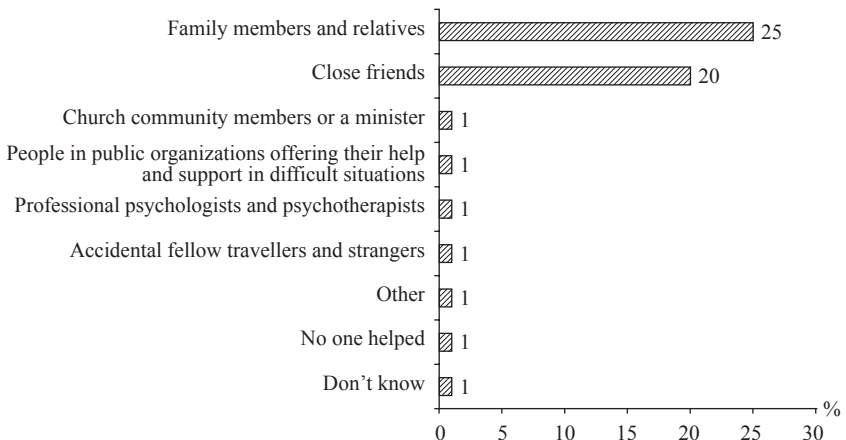 Family members and relatives 25
Close friends 20
Church community members or a minister 1
People in public organizations offering their help
and support in difficult situations 1
Professional psychologists and psychotherapists 1
Accidental fellow travellers and strangers 1
Other 1
No one helped 1
Don’t know 1
%
0 5 10 15 20 25 30